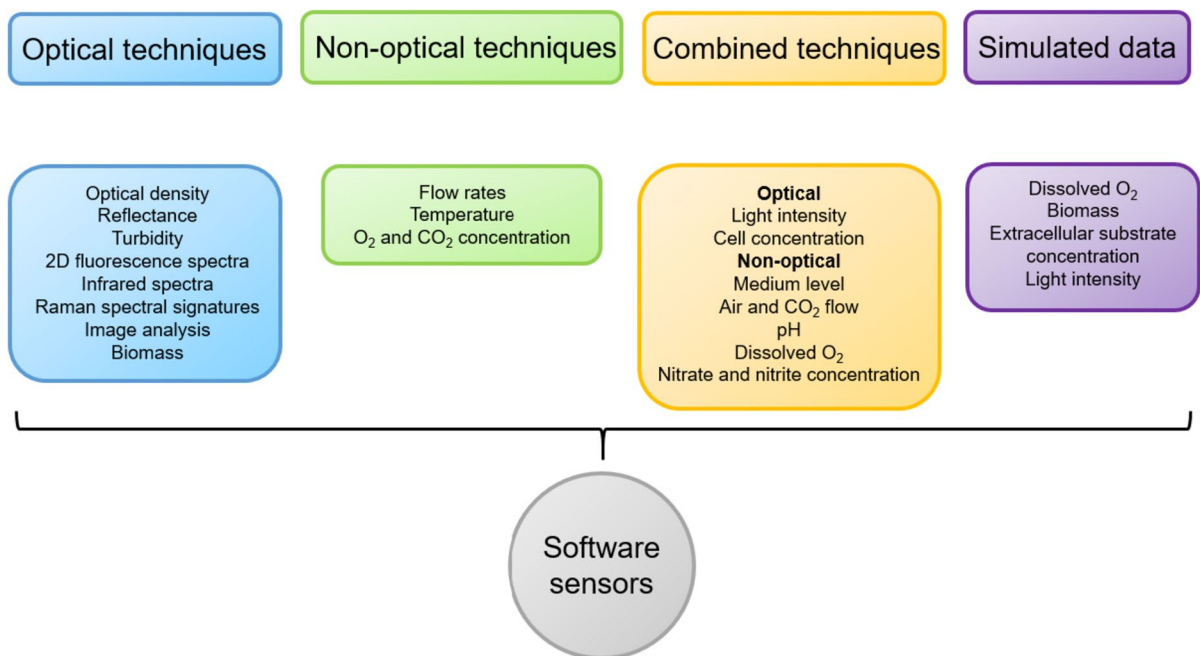 Optical techniques
Non-optical techniques
Combined techniques
Simulated data
Optical density
Reflectance
Turbidity
2D fluorescence spectra
Infrared spectra
Raman spectral signatures
Image analysis
Biomass
Flow rates
Temperature
O₂ and CO₂ concentration
Optical
Light intensity
Cell concentration
Non-optical
Medium level
Air and CO₂ flow
pH
Dissolved O₂
Nitrate and nitrite concentration
Dissolved O₂
Biomass
Extracellular substrate
concentration
Light intensity
Software
sensors